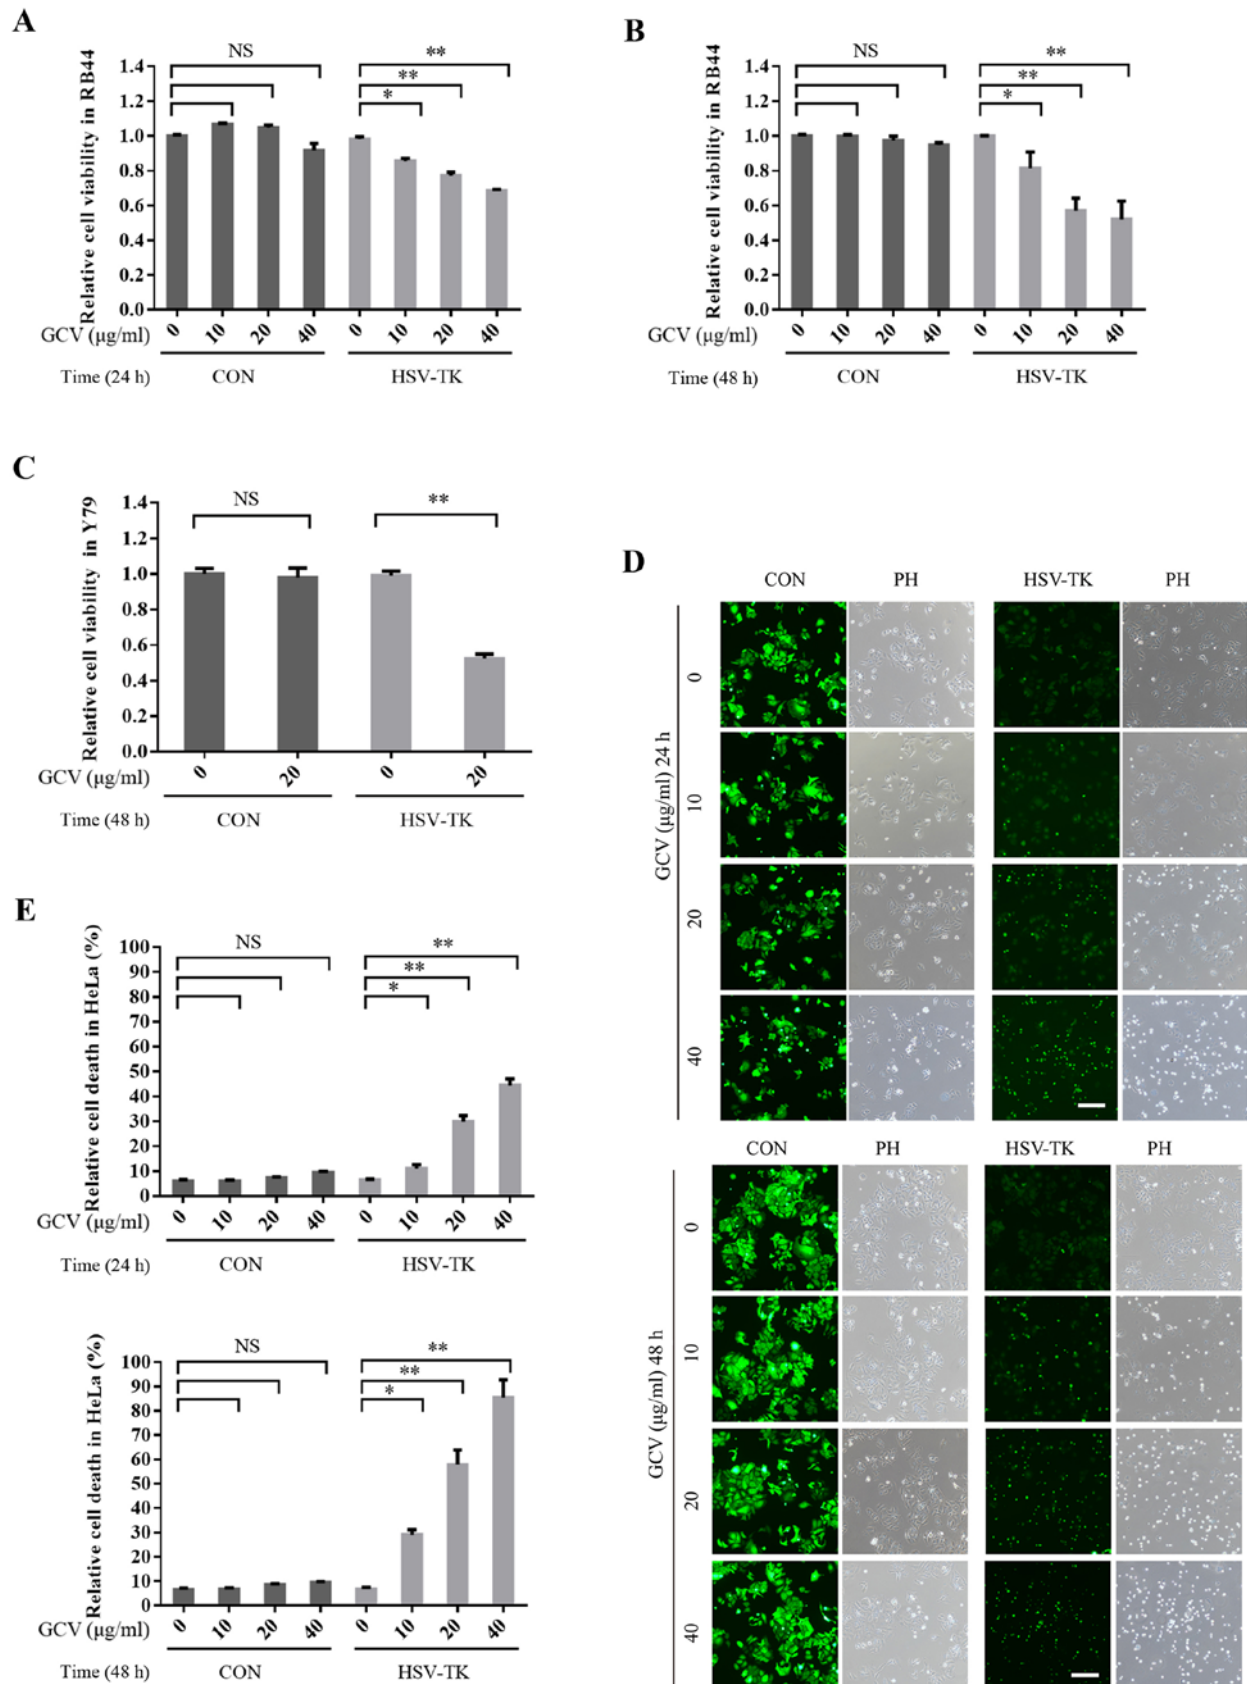 A
Relative cell viability in RB44
NS
**
**
*
1.4
1.2
1.0
0.8
0.6
0.4
0.2
0.0
GCV (μg/ml)
0 10 20 40 0 10 20 40
Time (24 h) CON HSV-TK
B
Relative cell viability in RB44
NS
**
**
*
1.4
1.2
1.0
0.8
0.6
0.4
0.2
0.0
GCV (μg/ml)
0 10 20 40 0 10 20 40
Time (48 h) CON HSV-TK
C
Relative cell viability in Y79
NS **
1.4
1.2
1.0
0.8
0.6
0.4
0.2
0.0
GCV (μg/ml)
0 20 0 20
Time (48 h) CON HSV-TK
D
CON PH HSV-TK PH
GCV (μg/ml) 24 h
0
10
20
40
CON PH HSV-TK PH
GCV (μg/ml) 48 h
0
10
20
40
E
Relative cell death in HeLa (%)
NS
**
**
*
100
90
80
70
60
50
40
30
20
10
0
GCV (μg/ml)
0 10 20 40 0 10 20 40
Time (24 h) CON HSV-TK
Relative cell death in HeLa (%)
NS
**
**
*
100
90
80
70
60
50
40
30
20
10
0
GCV (μg/ml)
0 10 20 40 0 10 20 40
Time (48 h) CON HSV-TK